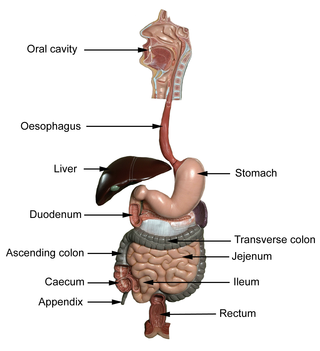 Oral cavity
Oesophagus
Liver
Stomach
Duodenum
Transverse colon
Ascending colon
Jejenum
Caecum
Ileum
Appendix
Rectum